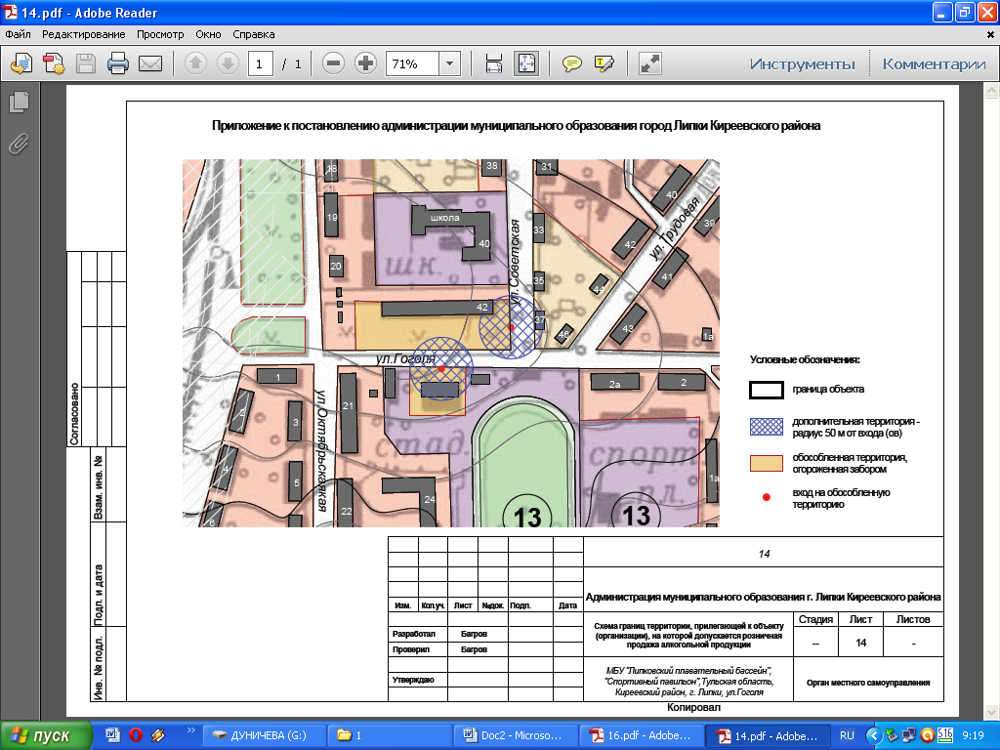 14.pdf - Adobe Reader
Файл Редактирование Просмотр Окно Справка
1 / 1 71% Инструменты Комментарии
Приложение к постановлению администрации муниципального образования город Липки Киреевского района
18
38
31
40
школа
19
33
39
40
42
ул.Трудовая
ул.Советская
шк.
20
35
41
44
42
37
43
46
1а
ул.Гоголя
1
2а
2
21
2
3
ул.Октябрьскаякая
стад.
спорт.
пл.
4
5
24
1а
22
6
13
13
Условные обозначения:
граница объекта
дополнительная территория -
радиус 50 м от входа (ов)
обособленная территория,
огороженная забором
вход на обособленную
территорию
Согласовано
Взам. инв. №
Подп. и дата
Инв. № подл.
14
Администрация муниципального образования г. Липки Киреевского района
Изм. Кол.уч. Лист №док. Подп. Дата
Разработал Багров
Проверил Багров
Утверждаю
Схема границ территории, прилегающей к объекту
(организации), на которой допускается розничная
продажа алкогольной продукции
Стадия Лист Листов
-- 14 -
МБУ "Липковский плавательный бассейн",
"Спортивный павильон",Тульская область,
Киреевский район, г. Липки, ул.Гоголя
Орган местного самоуправления
Копировал
пуск
ДУНИЧЕВА (G:)
1
Doc2 - Microso...
16.pdf - Adobe...
14.pdf - Adobe...
RU
516
9:19